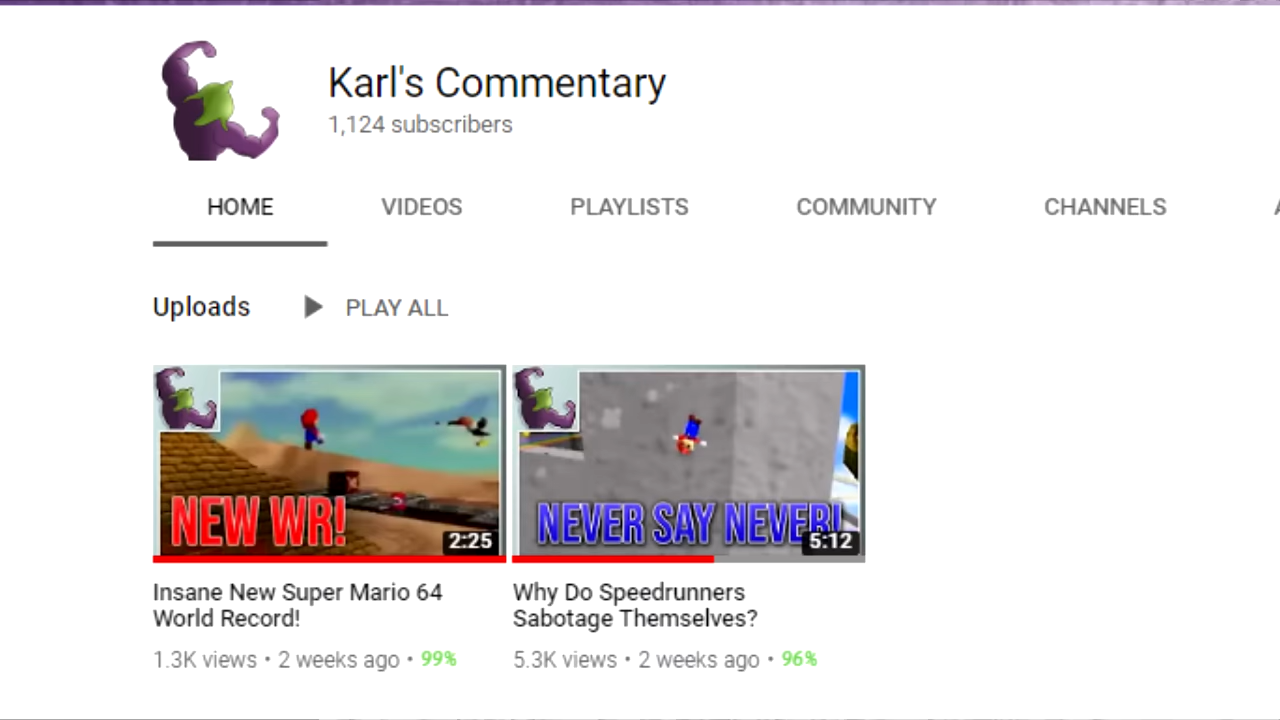 Karl's Commentary
1,124 subscribers
HOME VIDEOS PLAYLISTS COMMUNITY CHANNELS
Uploads PLAY ALL
NEW WR!
2:25
NEVER SAY NEVER!
5:12
Insane New Super Mario 64
World Record!
1.3K views • 2 weeks ago • 99%
Why Do Speedrunners
Sabotage Themselves?
5.3K views • 2 weeks ago • 96%